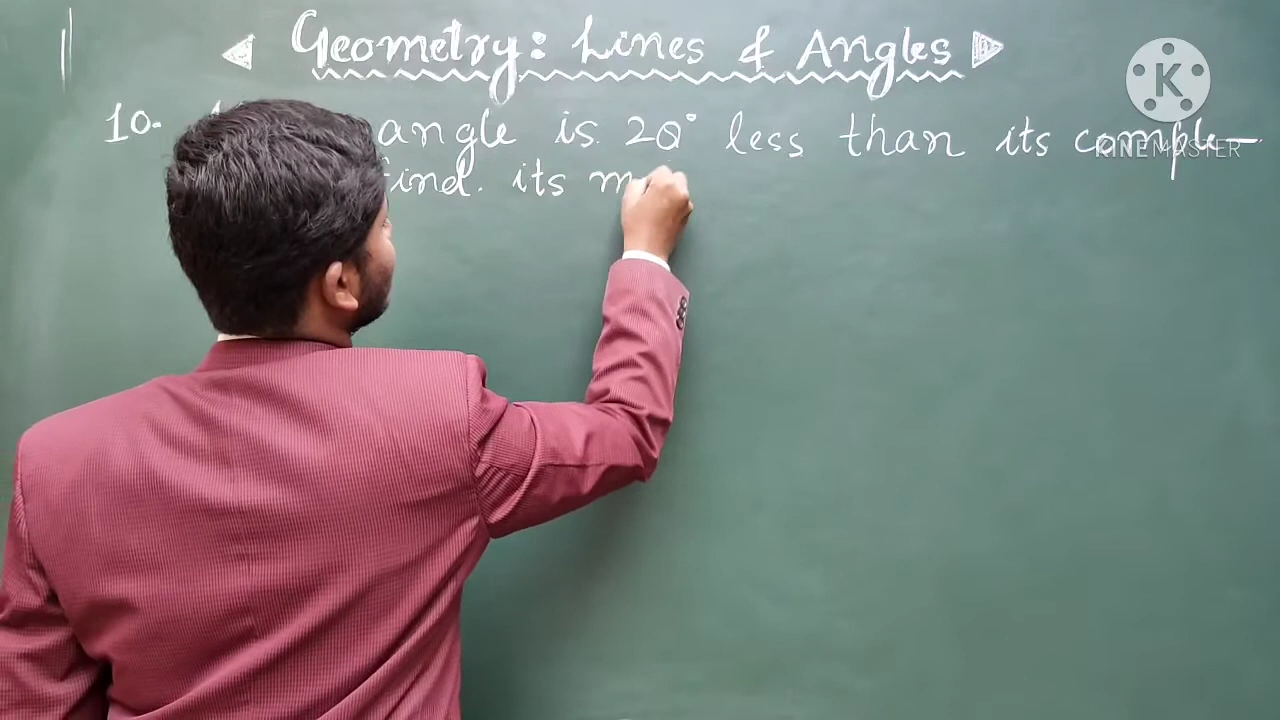 Geometry: Lines & Angles
10. angle is 20° less than its comple-
find. its m
K
KINEMASTER